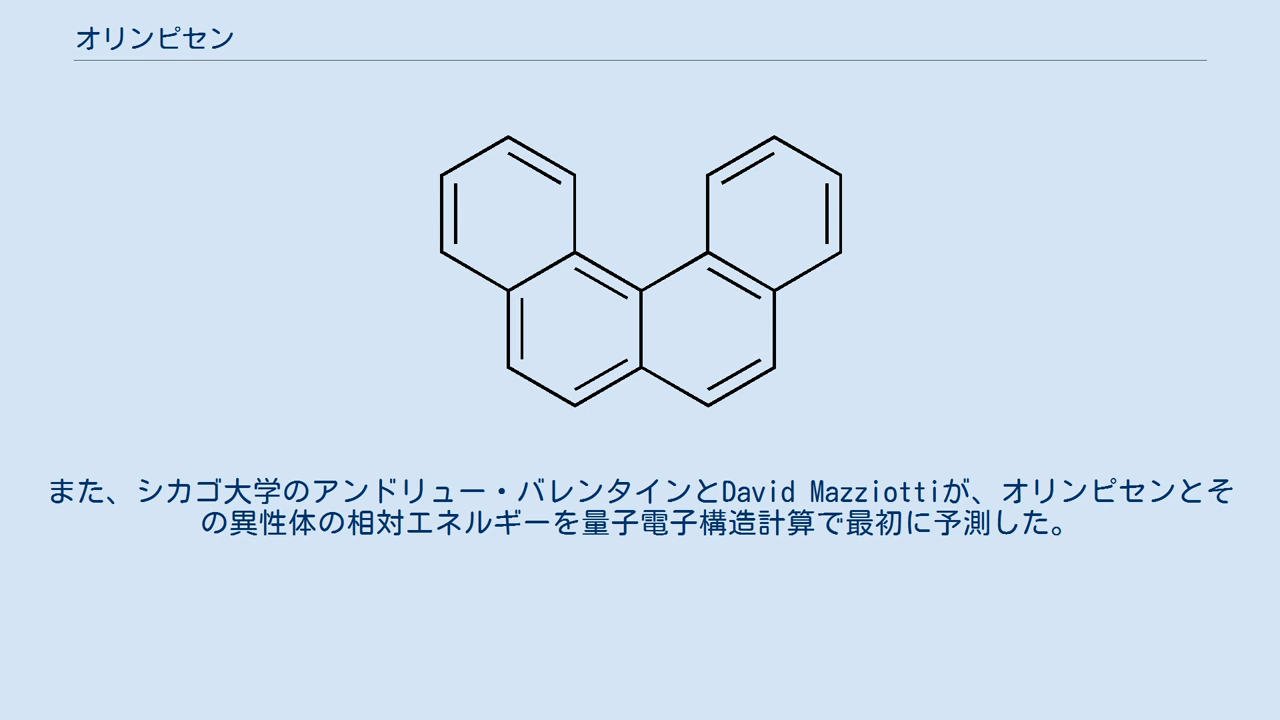 オリンピセン
また、シカゴ大学のアンドリュー・バレンタインとDavid Mazziottiが、オリンピセンとそ
の異性体の相対エネルギーを量子電子構造計算で最初に予測した。